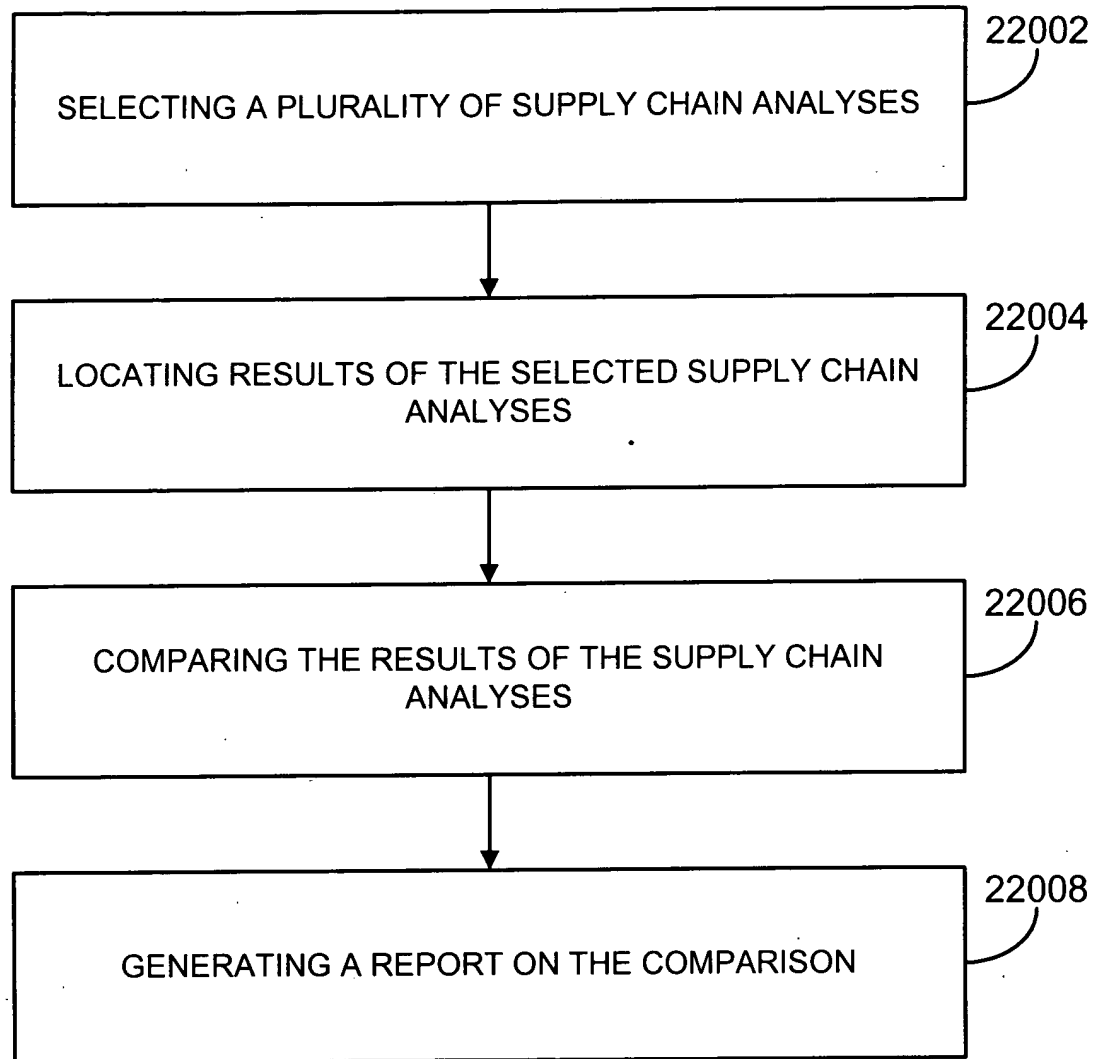 22002
SELECTING A PLURALITY OF SUPPLY CHAIN ANALYSES
22004
LOCATING RESULTS OF THE SELECTED SUPPLY CHAIN
ANALYSES
22006
COMPARING THE RESULTS OF THE SUPPLY CHAIN
ANALYSES
22008
GENERATING A REPORT ON THE COMPARISON